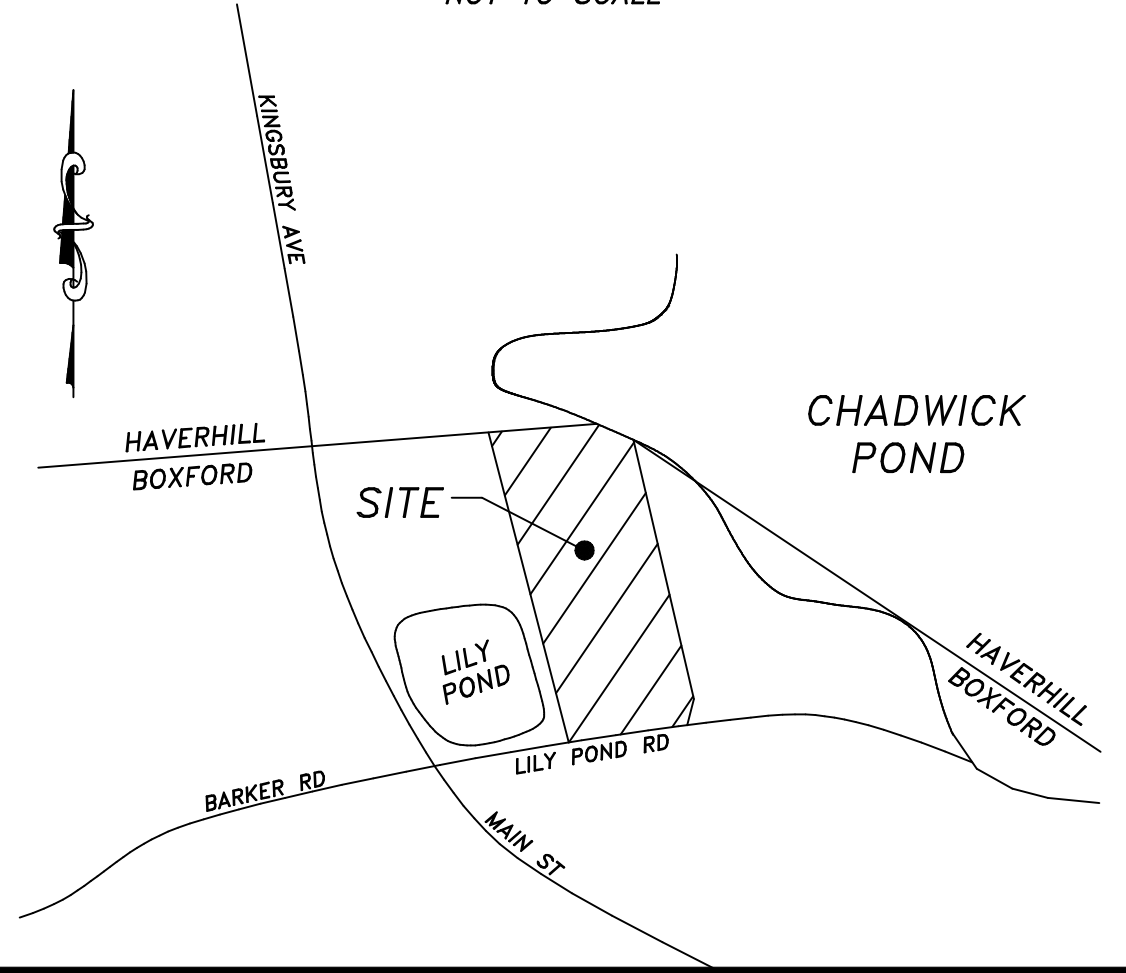 NOT TO SCALE
KINGSBURY AVE
HAVERHILL
BOXFORD
CHADWICK
POND
SITE
LILY
POND
HAVERHILL
BOXFORD
LILY POND RD
BARKER RD
MAIN ST